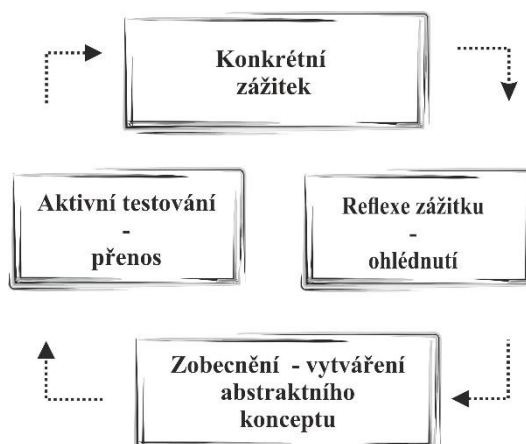 Konkrétní
zážitek
Aktivní testování
-
přenos
Reflexe zážitku
-
ohlédnutí
Zobecnění - vytváření
abstraktního
konceptu